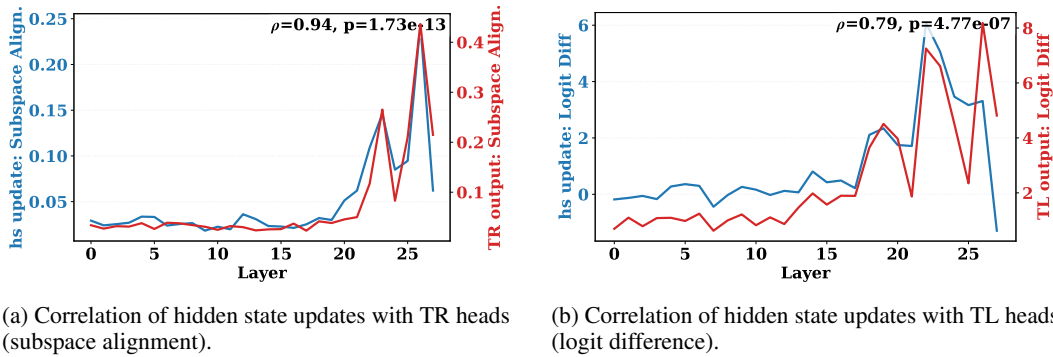 ρ=0.94, p=1.73e-13
hs update: Subspace Align.
0.25
0.20
0.15
0.10
0.05
TR output: Subspace Align.
0.4
0.3
0.2
0.1
0 5 10 15 20 25
Layer
(a) Correlation of hidden state updates with TR heads
(subspace alignment).
ρ=0.79, p=4.77e-07
hs update: Logit Diff
6
4
2
0
TL output: Logit Diff
8
6
4
2
0 5 10 15 20 25
Layer
(b) Correlation of hidden state updates with TL heads
(logit difference).